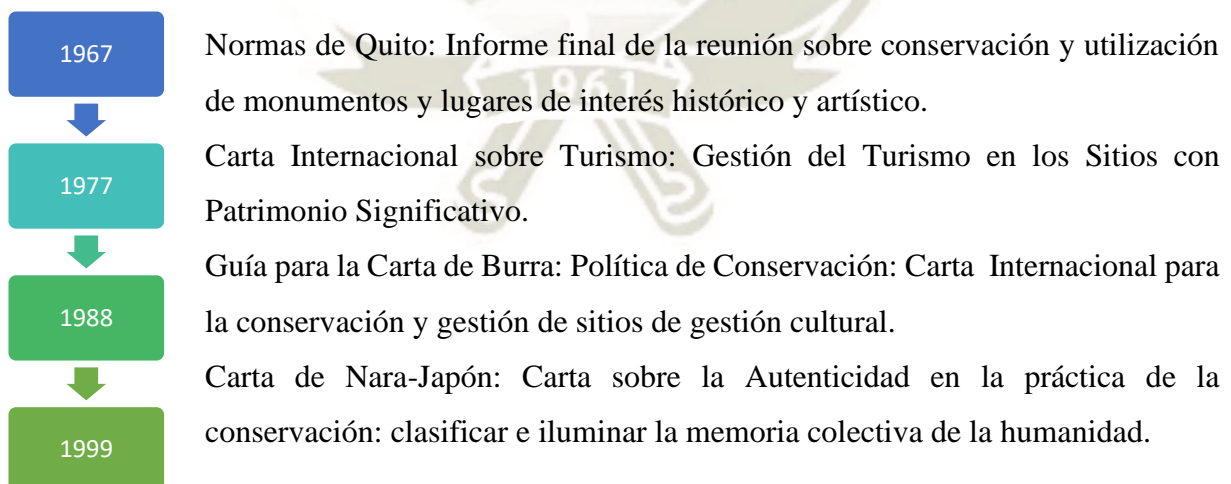 1967
Normas de Quito: Informe final de la reunión sobre conservación y utilización
de monumentos y lugares de interés histórico y artístico.
1961
1977
Carta Internacional sobre Turismo: Gestión del Turismo en los Sitios con
Patrimonio Significativo.
1988
Guía para la Carta de Burra: Política de Conservación: Carta Internacional para
la conservación y gestión de sitios de gestión cultural.
1999
Carta de Nara-Japón: Carta sobre la Autenticidad en la práctica de la
conservación: clasificar e iluminar la memoria colectiva de la humanidad.